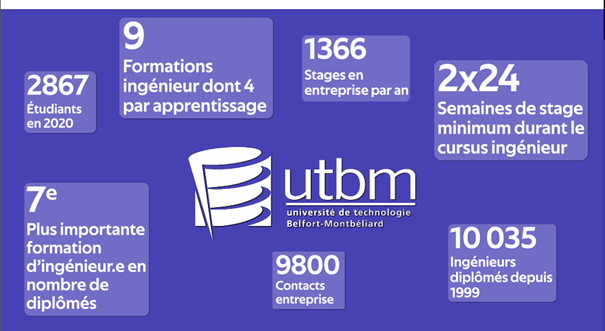 9
Formations
ingénieur dont 4
par apprentissage
1366
Stages en
entreprise par an
2867
Étudiants
en 2020
2x24
Semaines de stage
minimum durant le
cursus ingénieur
utbm
université de technologie
Belfort-Montbéliard
7e
Plus importante
formation
d'ingénieur.e en
nombre de
diplômés
9800
Contacts
entreprise
10 035
Ingénieurs
diplômés depuis
1999